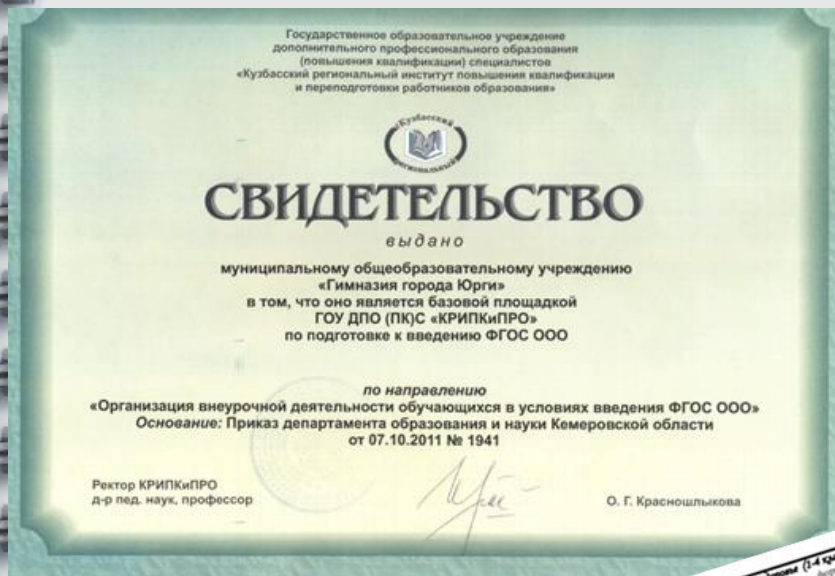 Государственное образовательное учреждение
дополнительного профессионального образования
(повышения квалификации) специалистов
«Кузбасский региональный институт повышения квалификации
и переподготовки работников образования»
Кузбасский
региональный
СВИДЕТЕЛЬСТВО
выдано
муниципальному общеобразовательному учреждению
«Гимназия города Юрги»
в том, что оно является базовой площадкой
ГОУ ДПО (ПК)С «КРИПКиПРО»
по подготовке к введению ФГОС ООО
по направлению
«Организация внеурочной деятельности обучающихся в условиях введения ФГОС ООО»
Основание: Приказ департамента образования и науки Кемеровской области
от 07.10.2011 № 1941
Ректор КРИПКиПРО
д-р пед. наук, профессор
О. Г. Красношлыкова